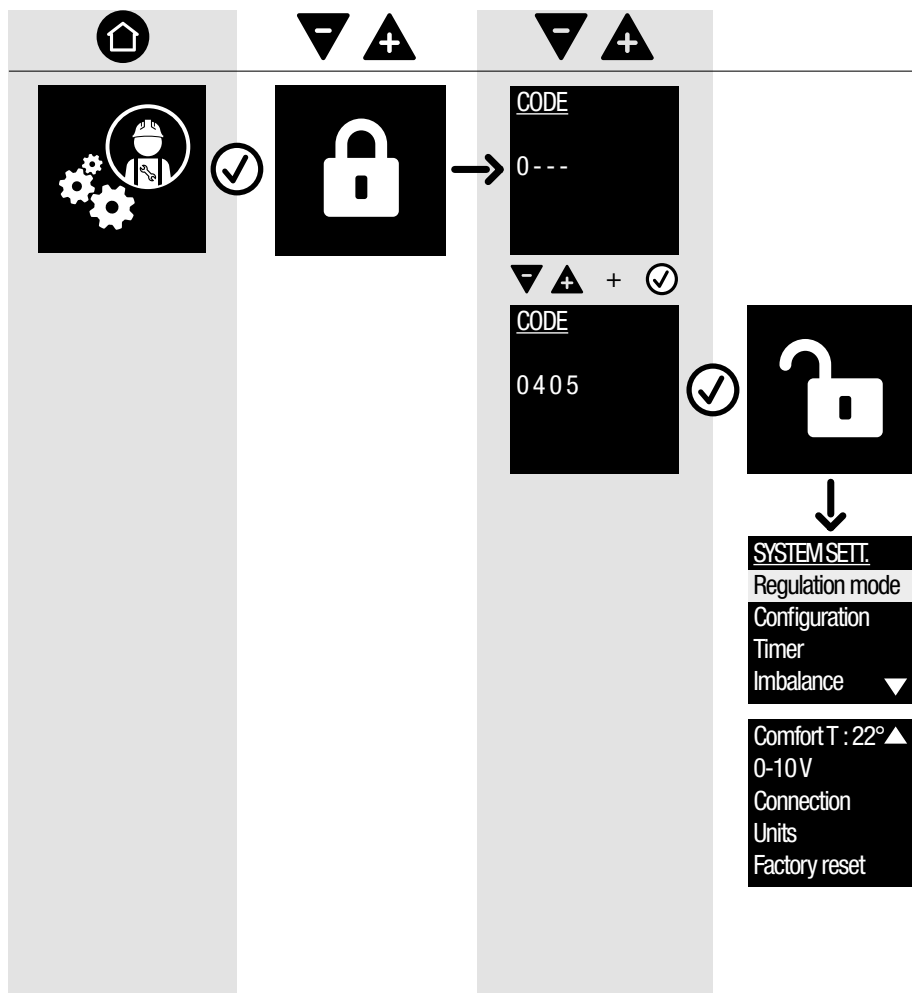 CODE
0---
+
CODE
0405
SYSTEM SETT.
Regulation mode
Configuration
Timer
Imbalance
Comfort T : 22°
0-10 V
Connection
Units
Factory reset